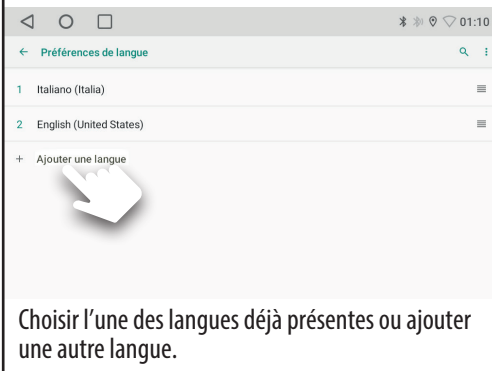 01:10
Préférences de langue
1 Italiano (Italia)
2 English (United States)
+ Ajouter une langue
Choisir l’une des langues déjà présentes ou ajouter
une autre langue.